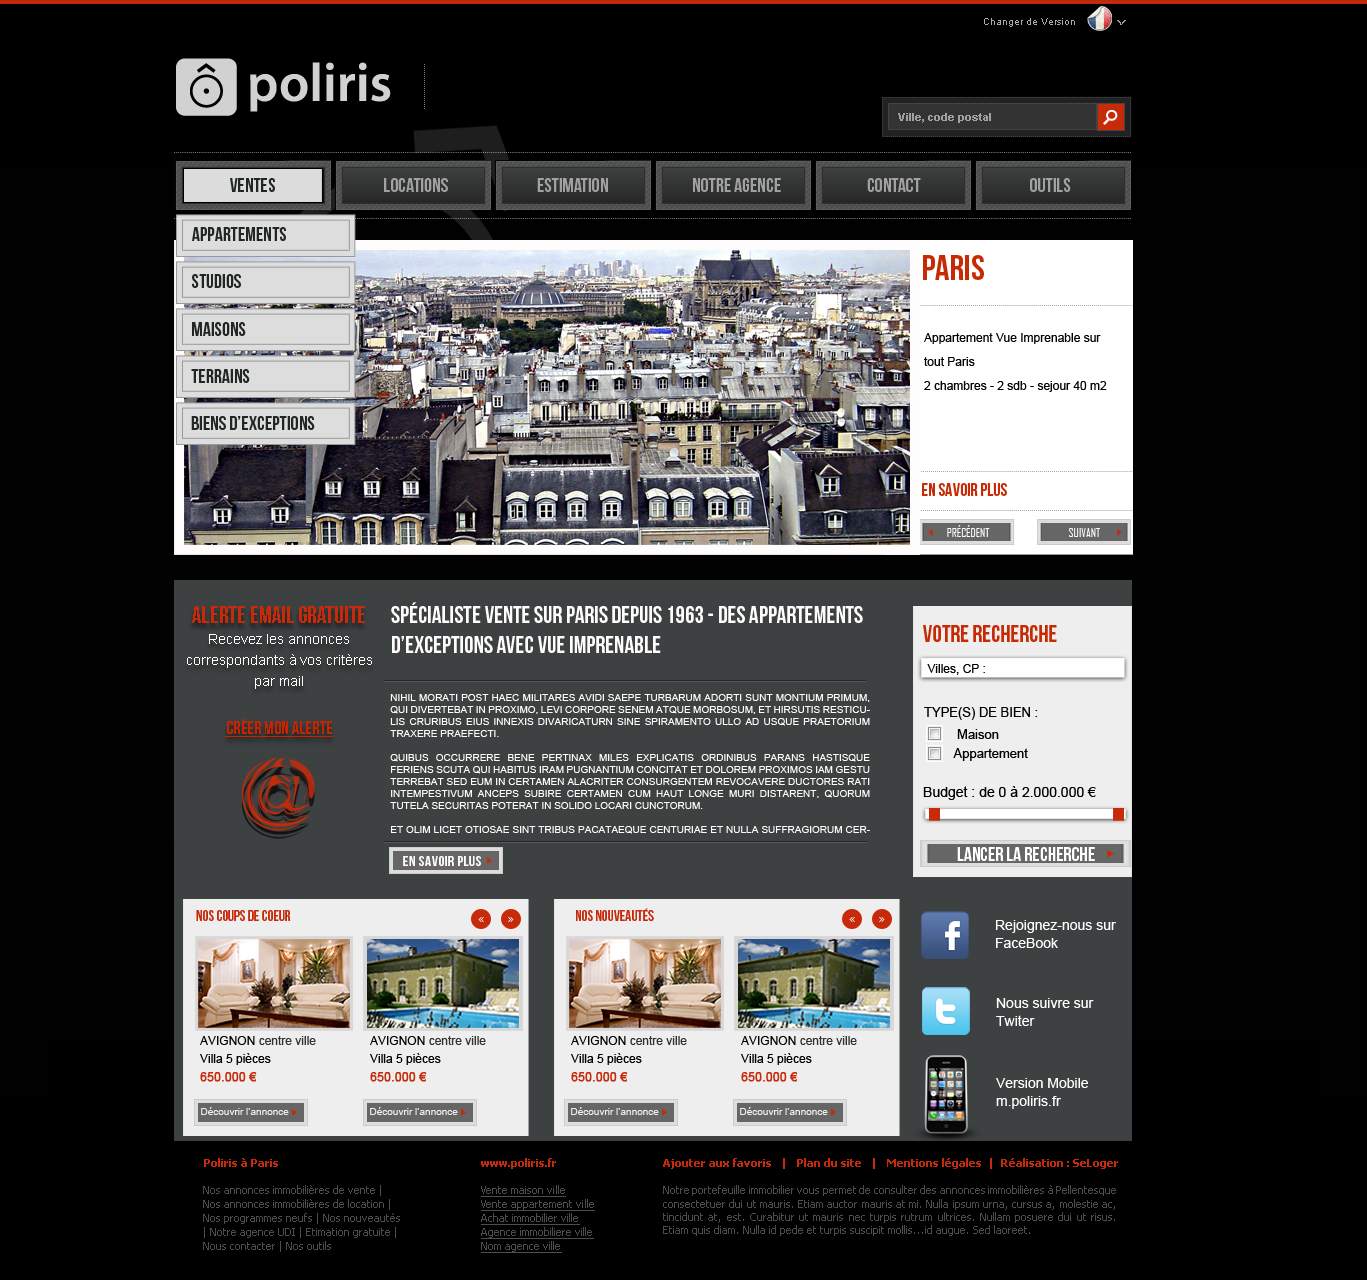 Changer de Version
poliris
Ville, code postal
VENTES
LOCATIONS
ESTIMATION
NOTRE AGENCE
CONTACT
OUTILS
APPARTEMENTS
STUDIOS
MAISONS
TERRAINS
BIENS D'EXCEPTIONS
PARIS
Appartement Vue Imprenable sur
tout Paris
2 chambres - 2 sdb - sejour 40 m2
EN SAVOIR PLUS
PRÉCÉDENT
SUIVANT
ALERTE EMAIL GRATUITE
Recevez les annonces
correspondants à vos critères
par mail
CRÉER MON ALERTE
@
SPÉCIALISTE VENTE SUR PARIS DEPUIS 1963 - DES APPARTEMENTS
D'EXCEPTIONS AVEC VUE IMPRENABLE
NIHIL MORATI POST HAEC MILITARES AVIDI SAEPE TURBARUM ADORTI SUNT MONTIUM PRIMUM,
QUI DIVERTEBAT IN PROXIMO, LEVI CORPORE SENEM ATQUE MORBOSUM, ET HIRSUTIS RESTICU-
LIS CRURIBUS EIUS INNEXIS DIVARICATURN SINE SPIRAMENTO ULLO AD USQUE PRAETORIUM
TRAXERE PRAEFECTI.
QUIBUS OCCURRERE BENE PERTINAX MILES EXPLICATIS ORDINIBUS PARANS HASTISQUE
FERIENS SCUTA QUI HABITUS IRAM PUGNANTIUM CONCITAT ET DOLOREM PROXIMOS IAM GESTU
TERREBAT SED EUM IN CERTAMEN ALACRITER CONSURGENTEM REVOCAVERE DUCTORES RATI
INTEMPESTIVUM ANCEPS SUBIRE CERTAMEN CUM HAUT LONGE MURI DISTARENT, QUORUM
TUTELA SECURITAS POTERAT IN SOLIDO LOCARI CUNCTORUM.
ET OLIM LICET OTIOSAE SINT TRIBUS PACATAEQUE CENTURIAE ET NULLA SUFFRAGIORUM CER-
EN SAVOIR PLUS
VOTRE RECHERCHE
Villes, CP :
TYPE(S) DE BIEN :
Maison
Appartement
Budget : de 0 à 2.000.000 €
LANCER LA RECHERCHE
NOS COUPS DE COEUR
« »
AVIGNON centre ville
Villa 5 pièces
650.000 €
Découvrir l'annonce
AVIGNON centre ville
Villa 5 pièces
650.000 €
Découvrir l'annonce
NOS NOUVEAUTÉS
« »
AVIGNON centre ville
Villa 5 pièces
650.000 €
Découvrir l'annonce
AVIGNON centre ville
Villa 5 pièces
650.000 €
Découvrir l'annonce
f
Rejoignez-nous sur
FaceBook
t
Nous suivre sur
Twiter
Version Mobile
m.poliris.fr
Poliris à Paris
Nos annonces immobilières de vente |
Nos annonces immobilières de location |
Nos programmes neufs | Nos nouveautés
| Notre agence UDI | Etimation gratuite |
Nous contacter | Nos outils
www.poliris.fr
Vente maison ville
Vente appartement ville
Achat immobilier ville
Agence immobiliere ville
Nom agence ville
Ajouter aux favoris | Plan du site | Mentions légales | Réalisation : SeLoger
Notre portefeuille immobilier vous permet de consulter des annonces immobilières à Pellentesque
consectetuer dui ut mauris. Etiam auctor mauris at mi. Nulla ipsum urna, cursus a, molestie ac,
tincidunt at, est. Curabitur ut mauris nec turpis rutrum ultrices. Nullam posuere dui ut risus.
Etiam quis diam. Nulla id pede et turpis suscipit mollis...id augue. Sed laoreet.